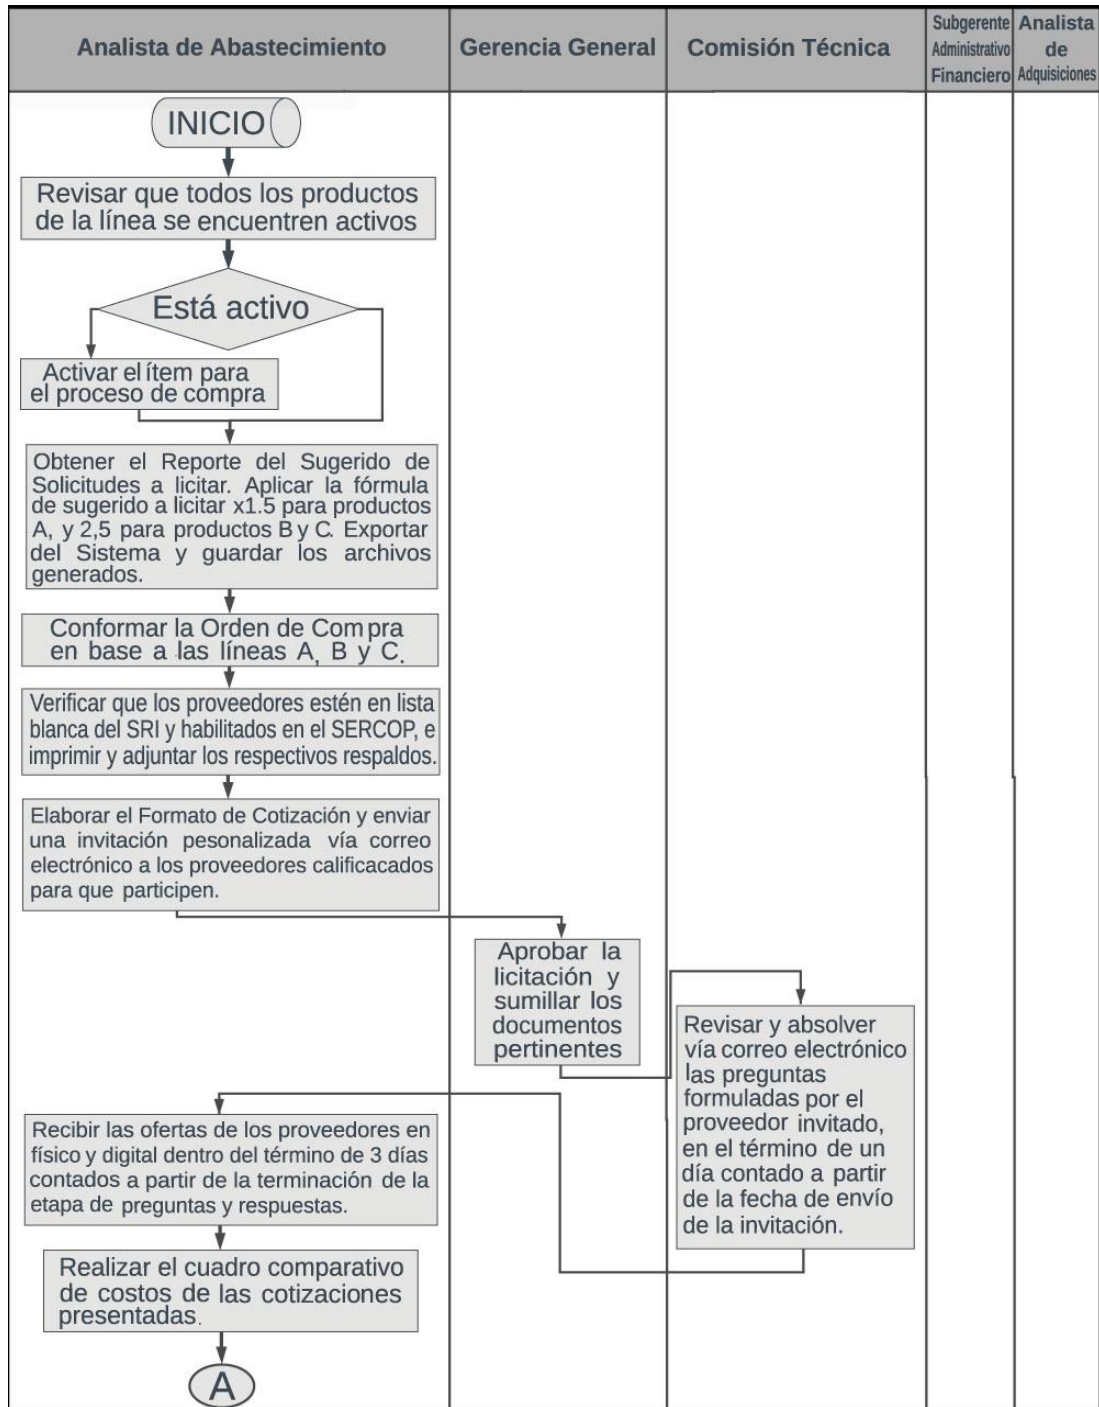 Analista de Abastecimiento
Gerencia General
Comisión Técnica
Subgerente
Administrativo
Financiero
Analista
de
Adquisiciones
INICIO
Revisar que todos los productos
de la línea se encuentren activos
Está activo
Activar el ítem para
el proceso de compra
Obtener el Reporte del Sugerido de
Solicitudes a licitar. Aplicar la fórmula
de sugerido a licitar x1.5 para productos
A, y 2,5 para productos B y C. Exportar
del Sistema y guardar los archivos
generados.
Conformar la Orden de Compra
en base a las líneas A, B y C.
Verificar que los proveedores estén en lista
blanca del SRI y habilitados en el SERCOP, e
imprimir y adjuntar los respectivos respaldos.
Elaborar el Formato de Cotización y enviar
una invitación pesonalizada vía correo
electrónico a los proveedores calificacados
para que participen.
Aprobar la
licitación y
sumillar los
documentos
pertinentes
Revisar y absolver
vía correo electrónico
las preguntas
formuladas por el
proveedor invitado,
en el término de un
día contado a partir
de la fecha de envío
de la invitación.
Recibir las ofertas de los proveedores en
físico y digital dentro del término de 3 días
contados a partir de la terminación de la
etapa de preguntas y respuestas.
Realizar el cuadro comparativo
de costos de las cotizaciones
presentadas.
A